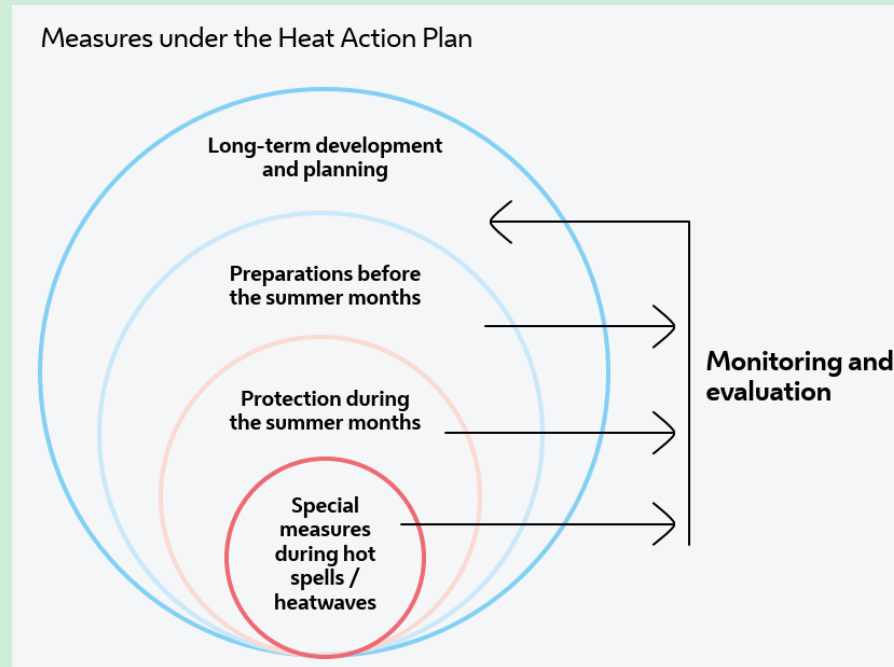 Measures under the Heat Action Plan
Long-term development
and planning
Preparations before
the summer months
Protection during
the summer months
Special
measures
during hot
spells /
heatwaves
Monitoring and
evaluation